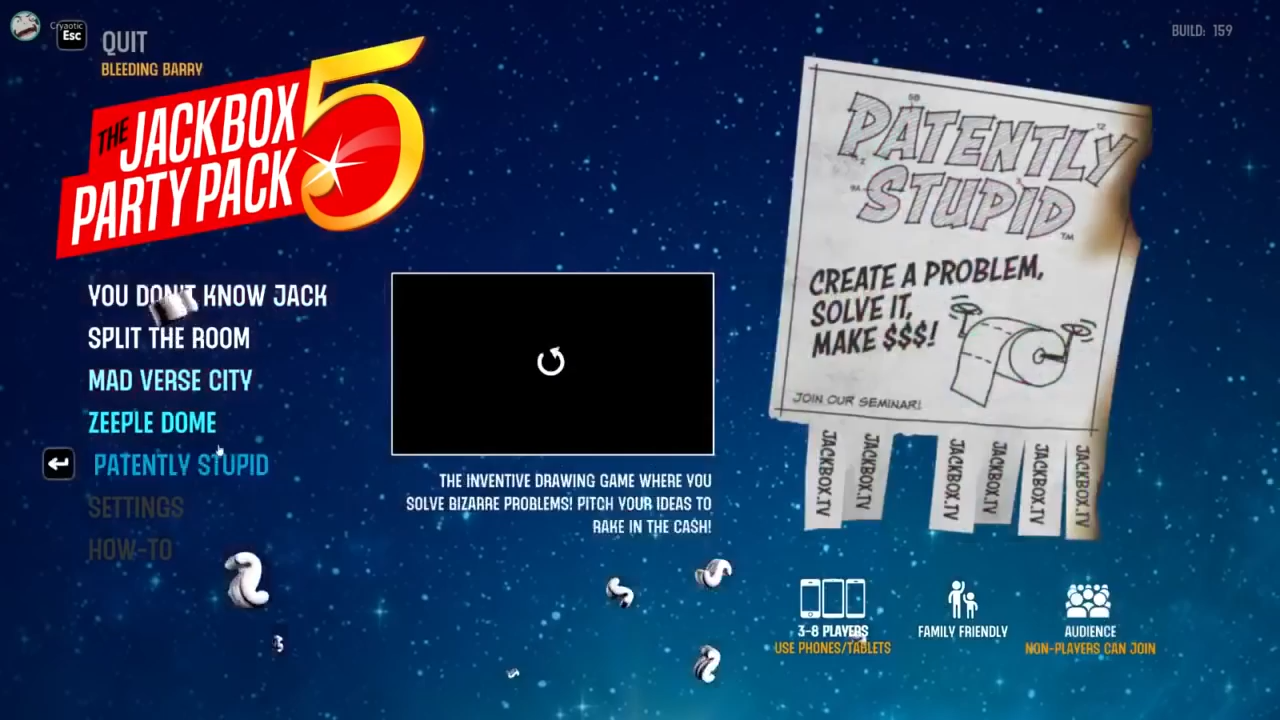 Cryaotic
Esc
QUIT
BLEEDING BARRY
BUILD: 159
THE
JACKBOX
PARTY PACK
5
YOU DON'T KNOW JACK
SPLIT THE ROOM
MAD VERSE CITY
ZEEPLE DOME
PATENTLY STUPID
SETTINGS
HOW-TO
THE INVENTIVE DRAWING GAME WHERE YOU
SOLVE BIZARRE PROBLEMS! PITCH YOUR IDEAS TO
RAKE IN THE CASH!
PATENTLY
STUPID
TM
CREATE A PROBLEM,
SOLVE IT,
MAKE $$$!
JOIN OUR SEMINAR!
JACKBOX.TV
JACKBOX.TV
JACKBOX.TV
JACKBOX.TV
JACKBOX.TV
JACKBOX.TV
3-8 PLAYERS
USE PHONES/TABLETS
FAMILY FRIENDLY
AUDIENCE
NON-PLAYERS CAN JOIN